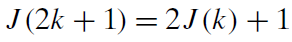 J(2k + 1) = 2J(k) + 1